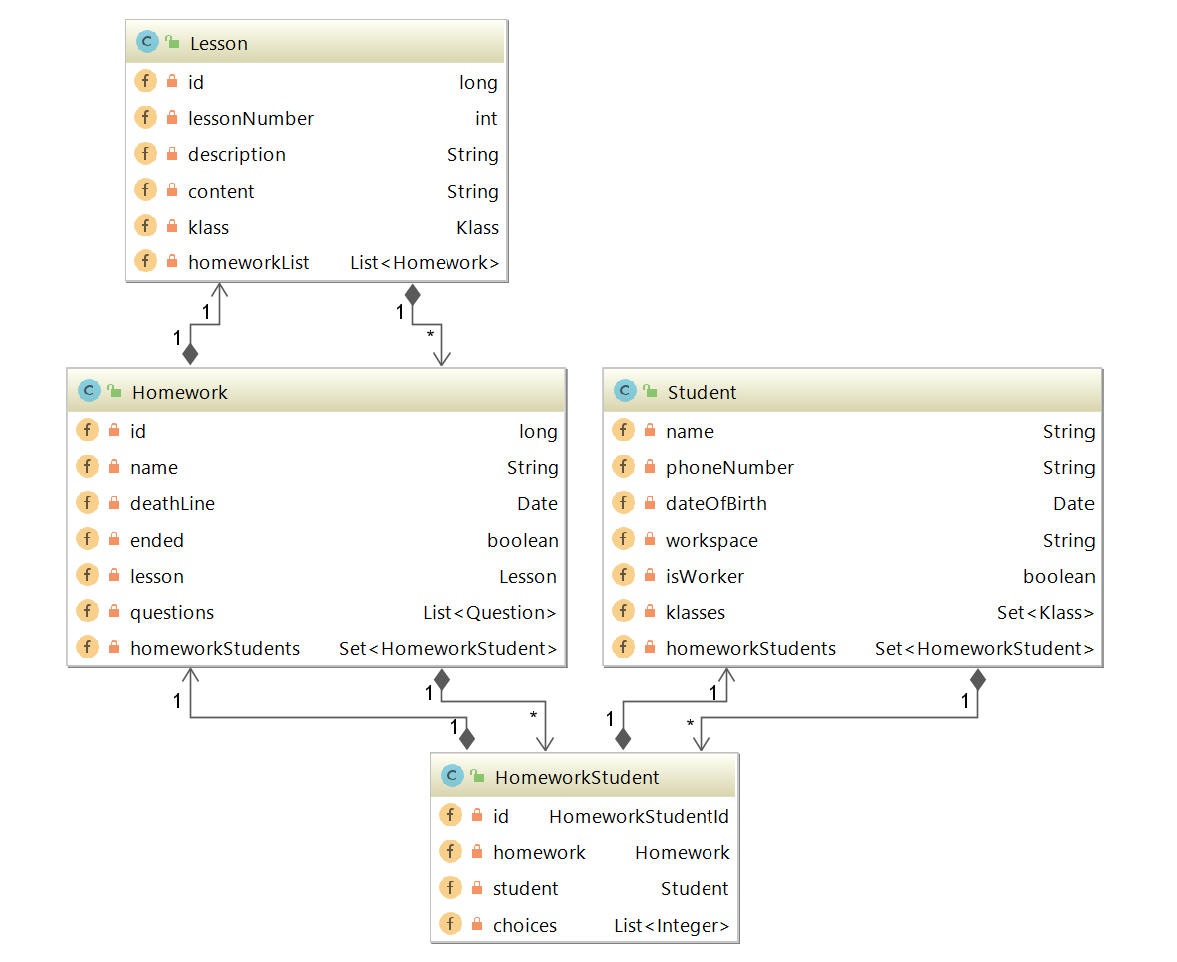 C Lesson
f id long
f lessonNumber int
f description String
f content String
f klass Klass
f homeworkList List<Homework>
1 1
1 *
C Homework
f id long
f name String
f deathLine Date
f ended boolean
f lesson Lesson
f questions List<Question>
f homeworkStudents Set<HomeworkStudent>
C Student
f name String
f phoneNumber String
f dateOfBirth Date
f workspace String
f isWorker boolean
f klasses Set<Klass>
f homeworkStudents Set<HomeworkStudent>
1 1
1 *
1 1
* 1
C HomeworkStudent
f id HomeworkStudentId
f homework Homework
f student Student
f choices List<Integer>